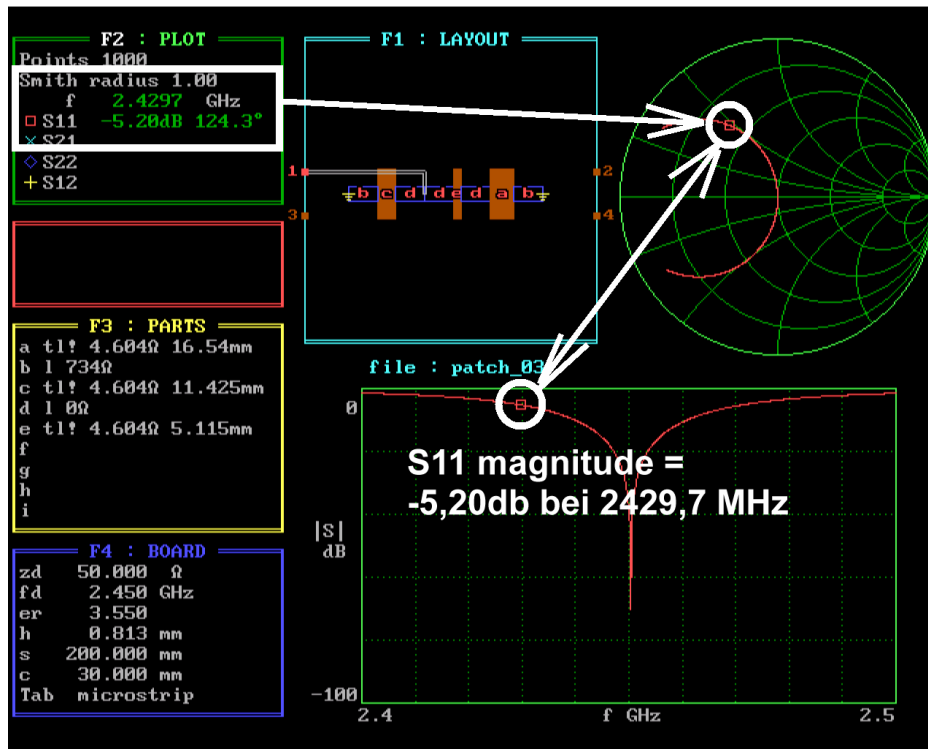 F2 : PLOT
Points 1000
Smith radius 1.00
f 2.4297 GHz
S11 -5.20dB 124.3°
S21
S22
S12
F1 : LAYOUT
1
2
3
4
b c d d e d a b
F3 : PARTS
a tl! 4.604Ω 16.54mm
b l 734Ω
c tl! 4.604Ω 11.425mm
d l 0Ω
e tl! 4.604Ω 5.115mm
f
g
h
i
file : patch_03
0
S11 magnitude =
-5,20db bei 2429,7 MHz
|S|
dB
-100
2.4 f GHz 2.5
F4 : BOARD
zd 50.000 Ω
fd 2.450 GHz
er 3.550
h 0.813 mm
s 200.000 mm
c 30.000 mm
Tab microstrip